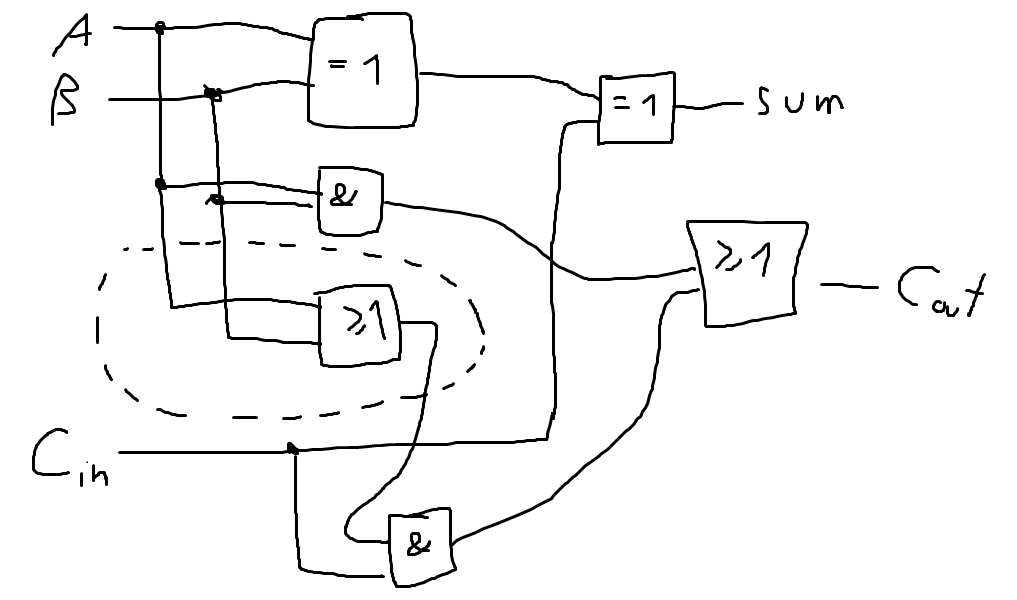 A
= 1
B
= 1
sum
&
≥1
Cout
≥1
Cin
&